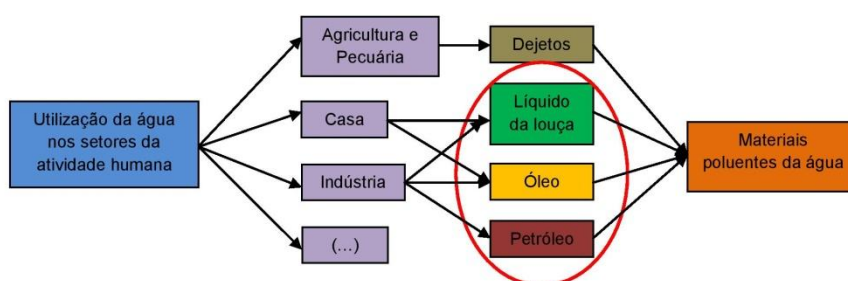 Utilização da água
nos setores da
atividade humana
Agricultura e
Pecuária
Casa
Indústria
(...)
Dejetos
Líquido
da louça
Óleo
Petróleo
Materiais
poluentes da água